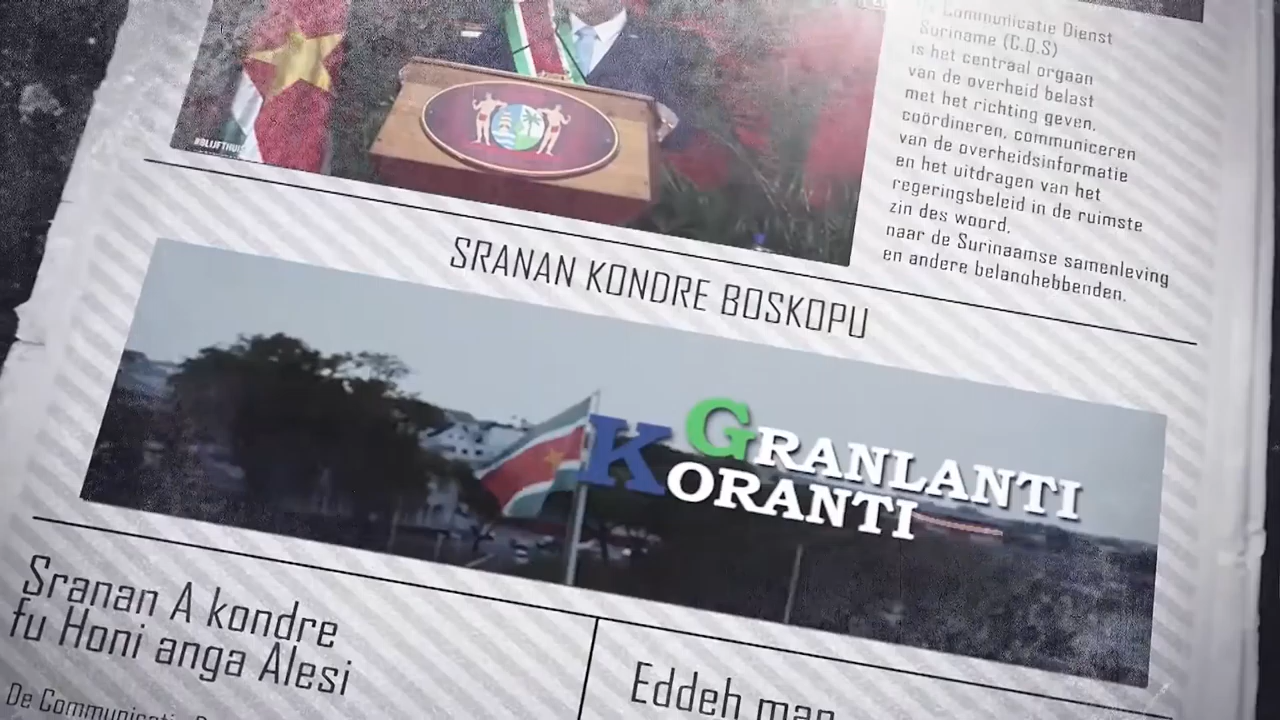 #BLIJFTHUIS
Communicatie Dienst
Suriname (C.D.S)
is het centraal orgaan
van de overheid belast
met het richting geven,
coördineren, communiceren
van de overheidsinformatie
en het uitdragen van het
regeringsbeleid in de ruimste
zin des woord,
naar de Surinaamse samenleving
en andere belanghebbenden.
SRANAN KONDRE BOSKOPU
GRANLANTI
KORANTI
Sranan A kondre
fu Honi anga Alesi
De Communicatie
Eddeh man